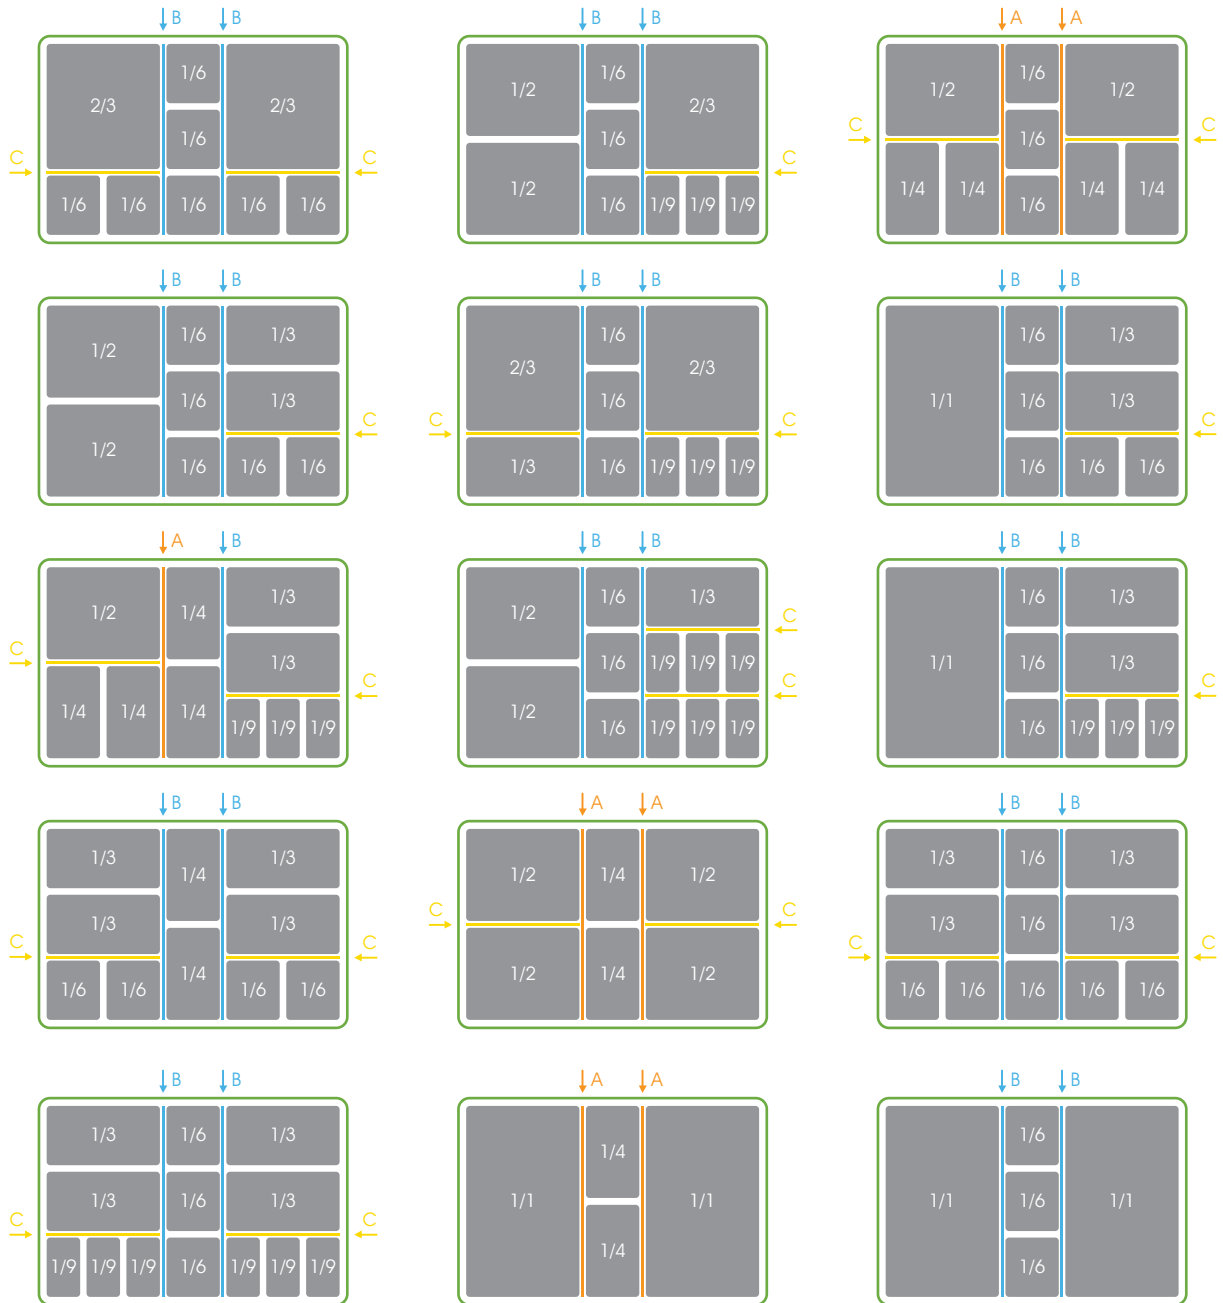 B B B B A A
1/6 1/6 1/6
2/3 2/3 1/2 2/3 1/2 1/2
1/6 1/6 1/6
C C C C C
1/2
1/6 1/6 1/6 1/6 1/6 1/6 1/9 1/9 1/9 1/4 1/4 1/6 1/4 1/4
B B B B B B
1/6 1/3 1/6 1/6 1/3
1/2 2/3 2/3
1/6 1/3 1/6 1/1 1/6 1/3
C C C C
1/2 1/6 1/6 1/6 1/3 1/6 1/9 1/9 1/9 1/6 1/6 1/6
A B B B B B
1/2 1/4 1/3 1/2 1/6 1/3 1/6 1/3
C C
1/3 1/6 1/9 1/9 1/9 1/1 1/6 1/3
C C C
1/4 1/4 1/4 1/9 1/9 1/9 1/2 1/6 1/9 1/9 1/9 1/6 1/9 1/9 1/9
B B A A B B
1/3 1/4 1/3 1/2 1/4 1/2 1/3 1/6 1/3
C C
1/3 1/3 1/3 1/6 1/3
C C C C
1/6 1/6 1/4 1/6 1/6 1/2 1/4 1/2 1/6 1/6 1/6 1/6 1/6
B B A A B B
1/3 1/6 1/3 1/4 1/6
1/3 1/6 1/3 1/1 1/1 1/1 1/6 1/1
C C
1/9 1/9 1/9 1/6 1/9 1/9 1/9 1/4 1/6